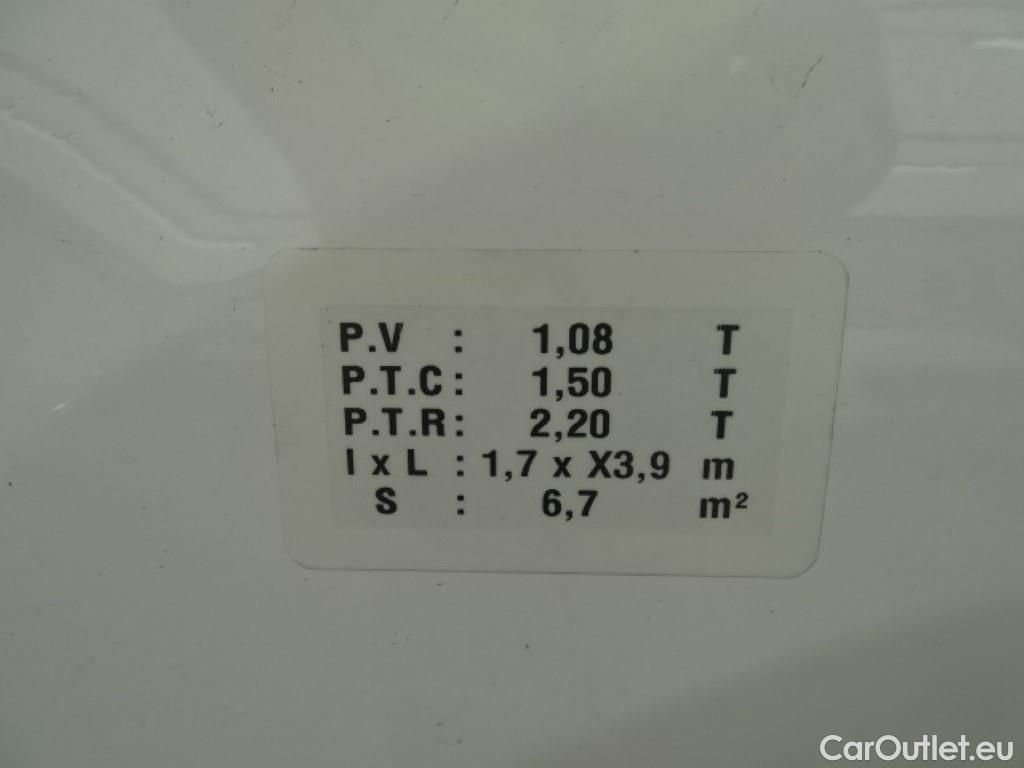 P.V : 1,08 T
P.T.C : 1,50 T
P.T.R : 2,20 T
l x L : 1,7 x X3,9 m
S : 6,7 m²
CarOutlet.eu